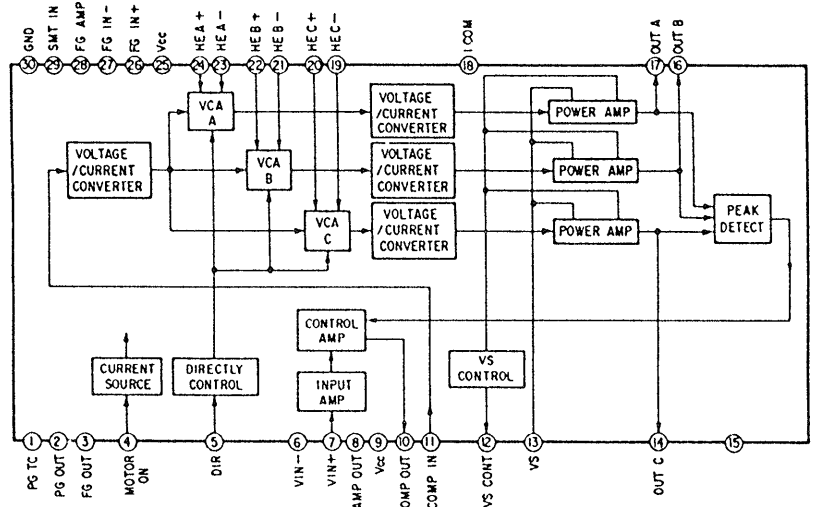 GND
SMT IN
FG AMP
FG IN-
FG IN+
Vcc
HEA+
HEA-
HEB+
HEB-
HEC+
HEC-
I COM
OUT A
OUT B
30
29
28
27
26
25
24
23
22
21
20
19
18
17
16
VCA
A
VOLTAGE
/CURRENT
CONVERTER
POWER AMP
VOLTAGE
/CURRENT
CONVERTER
VCA
B
VOLTAGE
/CURRENT
CONVERTER
POWER AMP
VCA
C
VOLTAGE
/CURRENT
CONVERTER
POWER AMP
PEAK
DETECT
CONTROL
AMP
CURRENT
SOURCE
DIRECTLY
CONTROL
INPUT
AMP
VS
CONTROL
1
2
3
4
5
6
7
8
9
10
11
12
13
14
15
PG TC
PG OUT
FG OUT
MOTOR
ON
DIR
VIN-
VIN+
AMP OUT
Vcc
OMP OUT
COMP IN
VS CONT
VS
OUT C